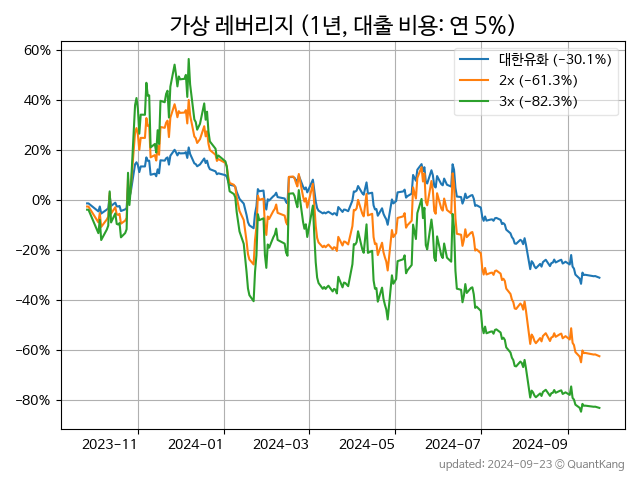 가상 레버리지 (1년, 대출 비용: 연 5%)
대한유화 (−30.1%)
2x (−61.3%)
3x (−82.3%)
60%
40%
20%
0%
−20%
−40%
−60%
−80%
2023-11
2024-01
2024-03
2024-05
2024-07
2024-09
updated: 2024-09-23 © QuantKang